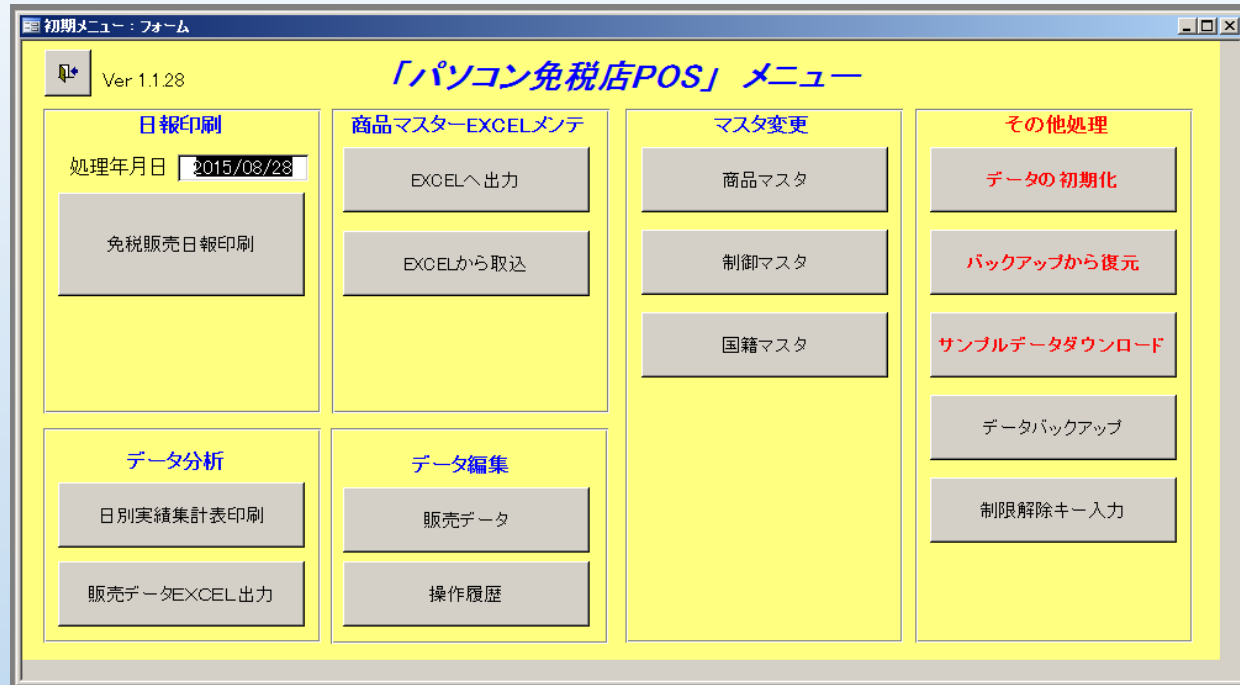 初期メニュー : フォーム
Ver 1.1.28
「パソコン免税店POS」 メニュー
日報印刷
処理年月日 2015/08/28
免税販売日報印刷
商品マスターEXCELメンテ
EXCELへ出力
EXCELから取込
マスタ変更
商品マスタ
制御マスタ
国籍マスタ
その他処理
データの初期化
バックアップから復元
サンプルデータダウンロード
データバックアップ
制限解除キー入力
データ分析
日別実績集計表印刷
販売データEXCEL出力
データ編集
販売データ
操作履歴